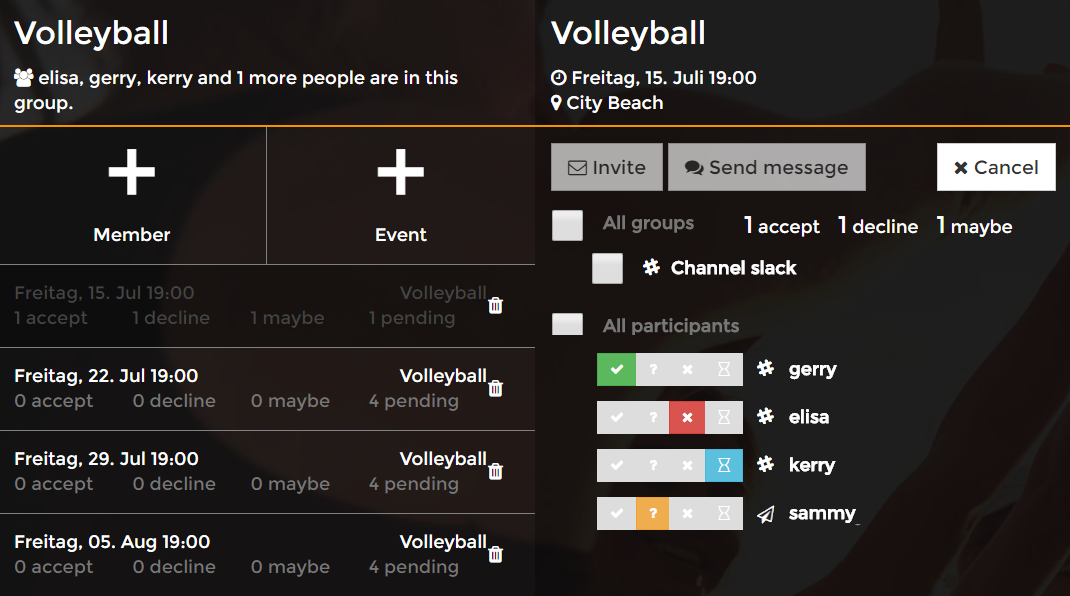 Volleyball
elisa, gerry, kerry and 1 more people are in this
group.
Member
Event
Freitag, 15. Jul 19:00 Volleyball
1 accept 1 decline 1 maybe 1 pending
Freitag, 22. Jul 19:00 Volleyball
0 accept 0 decline 0 maybe 4 pending
Freitag, 29. Jul 19:00 Volleyball
0 accept 0 decline 0 maybe 4 pending
Freitag, 05. Aug 19:00 Volleyball
0 accept 0 decline 0 maybe 4 pending
Volleyball
Freitag, 15. Juli 19:00
City Beach
Invite Send message Cancel
All groups 1 accept 1 decline 1 maybe
Channel slack
All participants
? gerry
? elisa
? kerry
? sammy